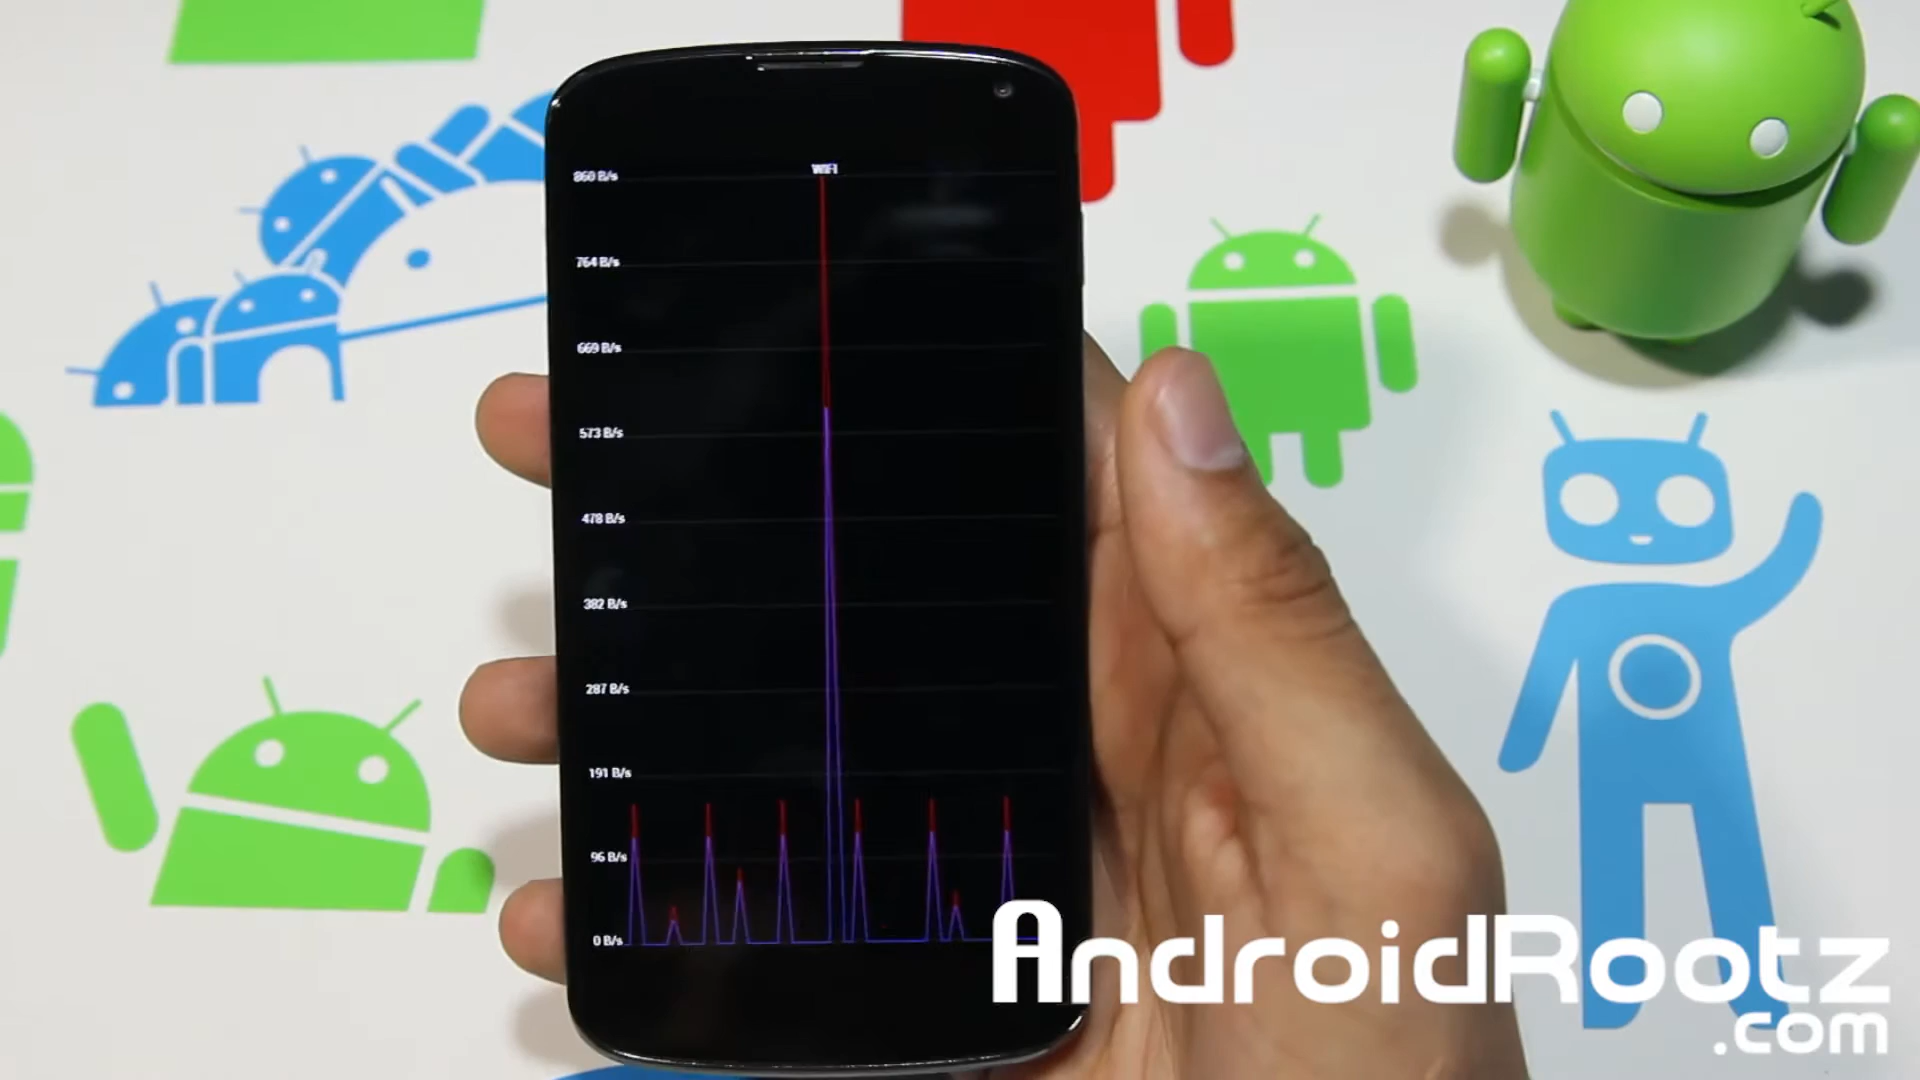 WIFI
860 B/s
764 B/s
669 B/s
573 B/s
478 B/s
382 B/s
287 B/s
191 B/s
96 B/s
0 B/s
AndroidRootz
.com